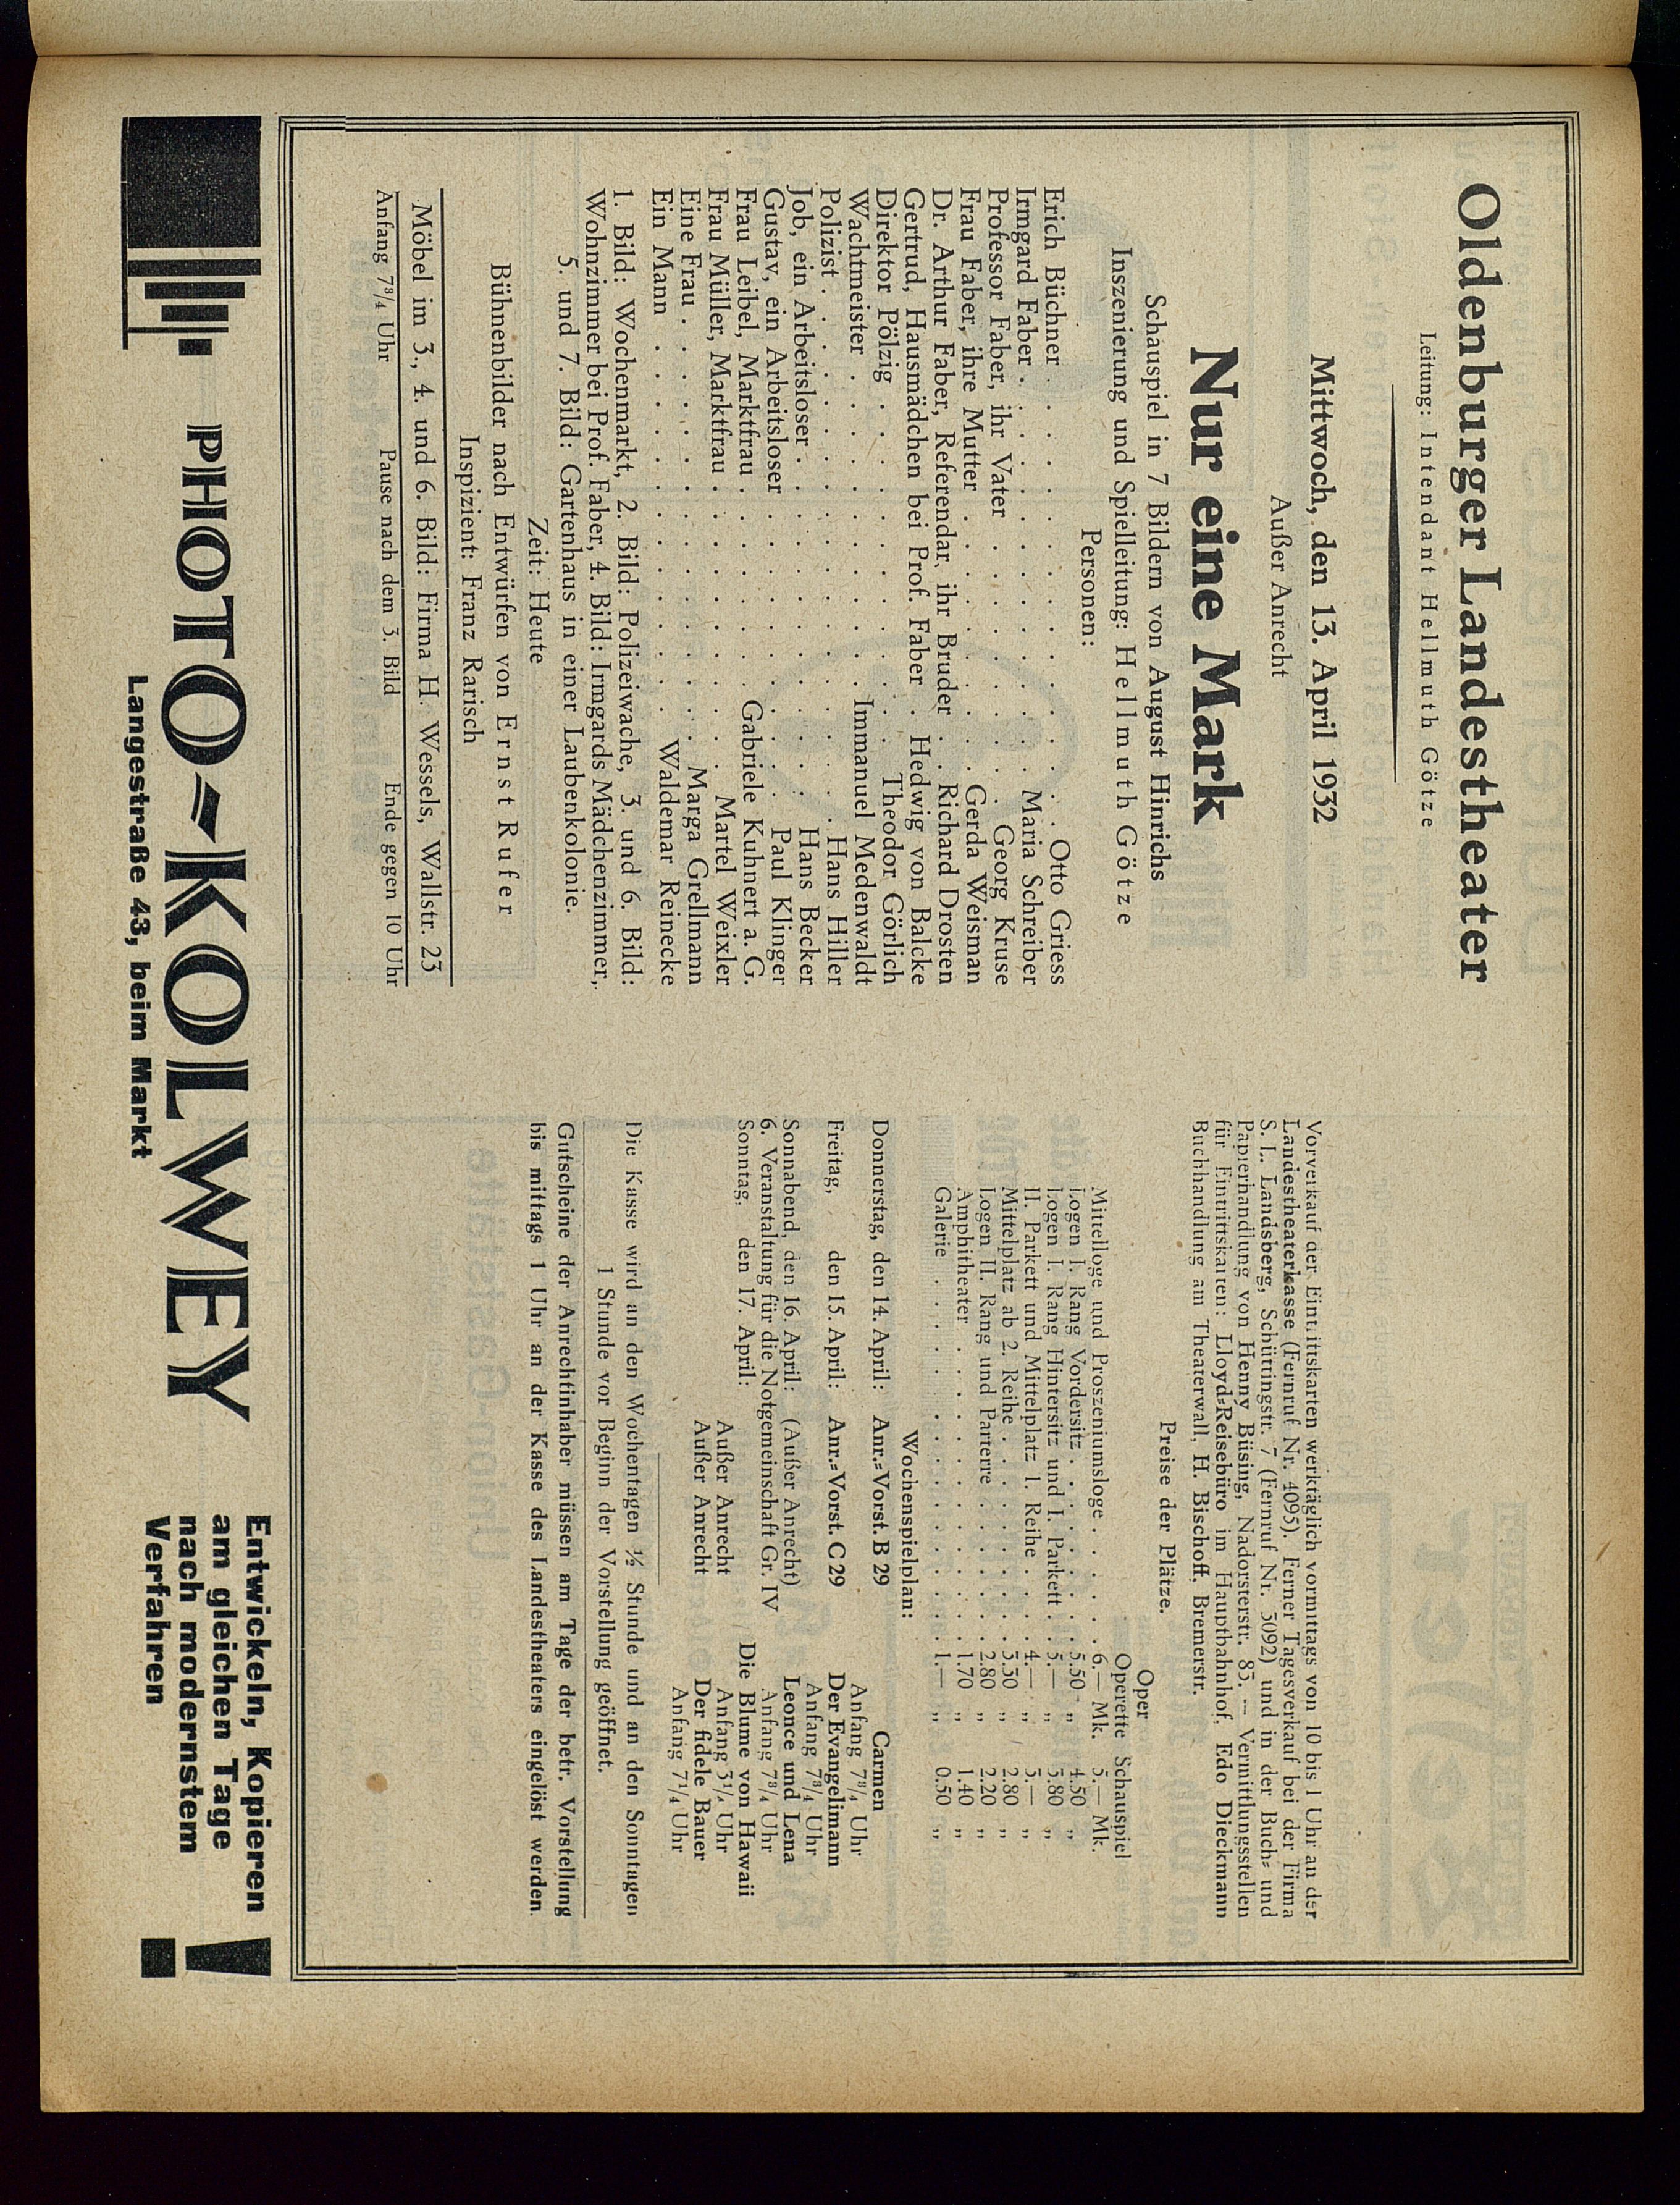 Oldenburger Landestheater
Leitung: Intendant Hellmuth Götze
Mittwoch, den 13. April 1932
Außer Anrecht
Nur eine Mark
Schauspiel in 7 Bildern von August Hinrichs
Inszenierung und Spielleitung: Hellmuth Götze
Personen:
Erich Büchner . . . . . . . . . . . Otto Griess
Irmgard Faber . . . . . . . . . . Maria Schreiber
Professor Faber, ihr Vater . . . . . . . Georg Kruse
Frau Faber, ihre Mutter . . . . . . . Gerda Weisman
Dr. Arthur Faber, Referendar, ihr Bruder . . Richard Drosten
Gertrud, Hausmädchen bei Prof. Faber . Hedwig von Balcke
Direktor Pölzig . . . . . . . . . Theodor Görlich
Wachtmeister . . . . . . . . Immanuel Medenwaldt
Polizist . . . . . . . . . . . . . Hans Hiller
Job, ein Arbeitsloser . . . . . . . . Hans Becker
Gustav, ein Arbeitsloser . . . . . . . Paul Klinger
Frau Leibel, Marktfrau . . . . . Gabriele Kuhnert a. G.
Frau Müller, Marktfrau . . . . . . . Martel Weixler
Eine Frau . . . . . . . . . . . Marga Grellmann
Ein Mann . . . . . . . . . . Waldemar Reinecke
1. Bild: Wochenmarkt, 2. Bild: Polizeiwache, 3. und 6. Bild:
Wohnzimmer bei Prof. Faber, 4. Bild: Irmgards Mädchenzimmer,
5. und 7. Bild: Gartenhaus in einer Laubenkolonie.
Zeit: Heute
Bühnenbilder nach Entwürfen von Ernst Rufer
Inspizient: Franz Rarisch
Möbel im 3., 4. und 6. Bild: Firma H. Wessels, Wallstr. 23
Anfang 7¾ Uhr Pause nach dem 3. Bild Ende gegen 10 Uhr
Vorverkauf der Eintrittskarten werktäglich vormittags von 10 bis 1 Uhr an der
Landestheaterkasse (Fernruf Nr. 4095). Ferner Tagesverkauf bei der Firma
S. L. Landsberg, Schüttingstr. 7 (Fernruf Nr. 3092) und in der Buch- und
Papierhandlung von Henny Büsing, Nadorsterstr. 83. — Vermittlungsstellen
für Eintrittskarten: Lloyd-Reisebüro im Hauptbahnhof, Edo Dieckmann
Buchhandlung am Theaterwall, H. Bischoff, Bremerstr.
Preise der Plätze.
Oper
Operette Schauspiel
Mittelloge und Proszeniumsloge . . . . . 6.— Mk. 5.— Mk.
Logen I. Rang Vordersitz . . . . . . . 5.50 „ 4.50 „
Logen I. Rang Hintersitz und I. Parkett . . 5.— „ 3.80 „
II. Parkett und Mittelplatz 1. Reihe . . . . 4.— „ 3.— „
Mittelplatz ab 2. Reihe . . . . . . . . 3.30 „ 2.80 „
Logen II. Rang und Parterre . . . . . . 2.80 „ 2.20 „
Amphitheater . . . . . . . . . . . 1.70 „ 1.40 „
Galerie . . . . . . . . . . . . . 1.— „ 0.50 „
Wochenspielplan:
Donnerstag, den 14. April: Anr.-Vorst. B 29 Carmen
Anfang 7¾ Uhr
Freitag, den 15. April: Anr.-Vorst. C 29 Der Evangelimann
Anfang 7¾ Uhr
Sonnabend, den 16. April: (Außer Anrecht) Leonce und Lena
6. Veranstaltung für die Notgemeinschaft Gr. IV Anfang 7¾ Uhr
Sonntag, den 17. April: Die Blume von Hawaii
Außer Anrecht Anfang 3¼ Uhr
Außer Anrecht Der fidele Bauer
Anfang 7¼ Uhr
Die Kasse wird an den Wochentagen ½ Stunde und an den Sonntagen
1 Stunde vor Beginn der Vorstellung geöffnet.
Gutscheine der Anrechtinhaber müssen am Tage der betr. Vorstellung
bis mittags 1 Uhr an der Kasse des Landestheaters eingelöst werden.
PHOTO-KOLWEY
Langestraße 43, beim Markt
Entwickeln, Kopieren
am gleichen Tage
nach modernstem
Verfahren !